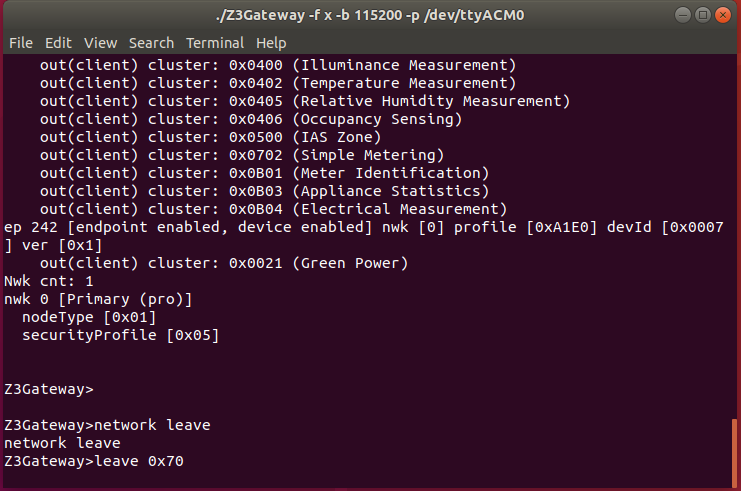 ./Z3Gateway -f x -b 115200 -p /dev/ttyACM0
File Edit View Search Terminal Help
out(client) cluster: 0x0400 (Illuminance Measurement)
out(client) cluster: 0x0402 (Temperature Measurement)
out(client) cluster: 0x0405 (Relative Humidity Measurement)
out(client) cluster: 0x0406 (Occupancy Sensing)
out(client) cluster: 0x0500 (IAS Zone)
out(client) cluster: 0x0702 (Simple Metering)
out(client) cluster: 0x0B01 (Meter Identification)
out(client) cluster: 0x0B03 (Appliance Statistics)
out(client) cluster: 0x0B04 (Electrical Measurement)
ep 242 [endpoint enabled, device enabled] nwk [0] profile [0xA1E0] devId [0x0007
] ver [0x1]
out(client) cluster: 0x0021 (Green Power)
Nwk cnt: 1
nwk 0 [Primary (pro)]
nodeType [0x01]
securityProfile [0x05]
Z3Gateway>
Z3Gateway>network leave
network leave
Z3Gateway>leave 0x70